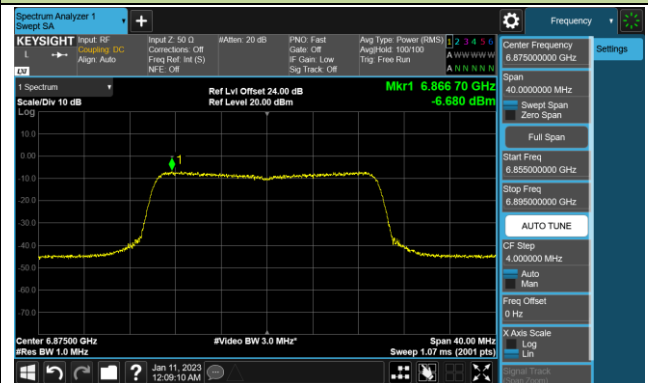 Spectrum Analyzer 1
Swept SA
+
Frequency
KEYSIGHT
L
LXI
Input: RF
Coupling: DC
Align: Auto
Input Z: 50 Ω
Corrections: Off
Freq Ref: Int (S)
NFE: Off
#Atten: 20 dB
PNO: Fast
Gate: Off
IF Gain: Low
Sig Track: Off
Avg Type: Power (RMS)
Avg|Hold: 100/100
Trig: Free Run
1 2 3 4 5 6
A W W W W W
A N N N N N
1 Spectrum
Scale/Div 10 dB
Ref Lvl Offset 24.00 dB
Ref Level 20.00 dBm
Mkr1 6.866 70 GHz
-6.680 dBm
Log
10.0
0.00
-10.0
-20.0
-30.0
-40.0
-50.0
-60.0
-70.0
1
Center 6.87500 GHz
#Res BW 1.0 MHz
#Video BW 3.0 MHz*
Span 40.00 MHz
Sweep 1.07 ms (2001 pts)
Jan 11, 2023
12:09:10 AM
Center Frequency
6.875000000 GHz
Span
40.0000000 MHz
Swept Span
Zero Span
Full Span
Start Freq
6.855000000 GHz
Stop Freq
6.895000000 GHz
AUTO TUNE
CF Step
4.000000 MHz
Auto
Man
Freq Offset
0 Hz
X Axis Scale
Log
Lin
Signal Track
(Span Zoom)
Settings